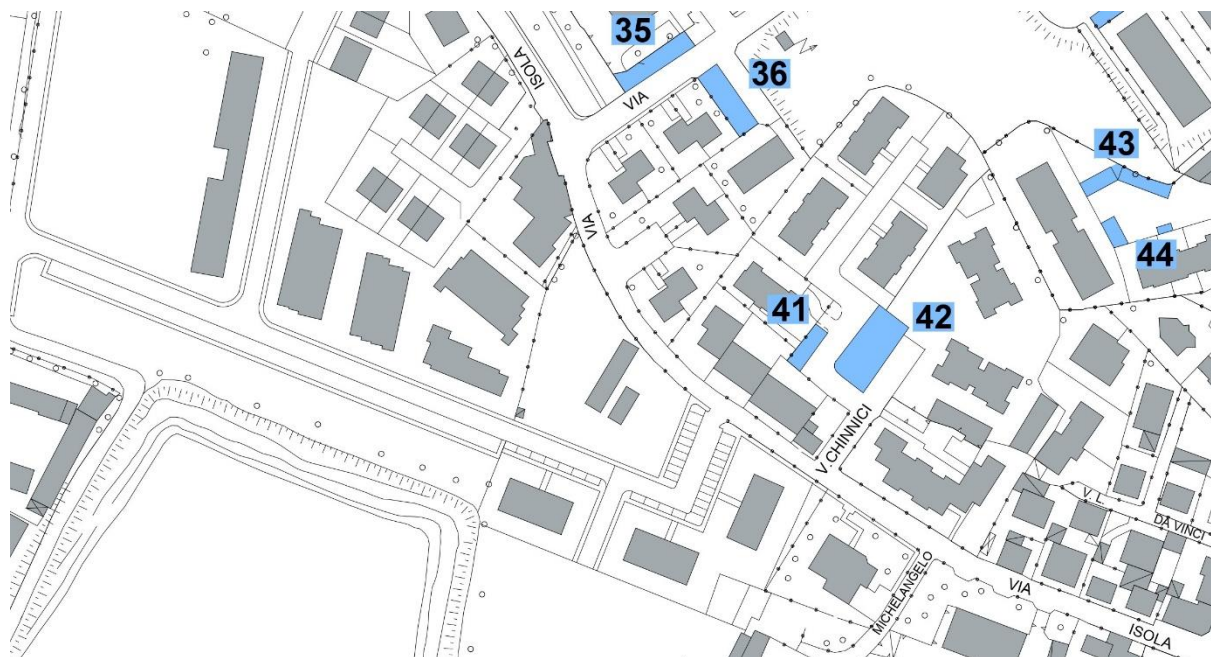 35
ISOLA
36
VIA
43
VIA
44
41
42
V.CHINNICI
V. L.
DA VINCI
MICHELANGELO
VIA
ISOLA